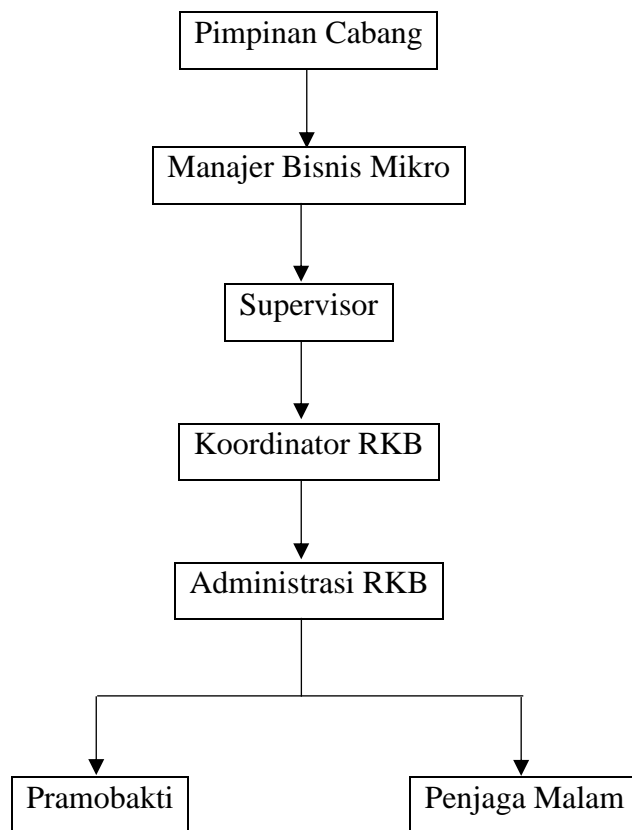 Pimpinan Cabang
Manajer Bisnis Mikro
Supervisor
Koordinator RKB
Administrasi RKB
Pramobakti
Penjaga Malam